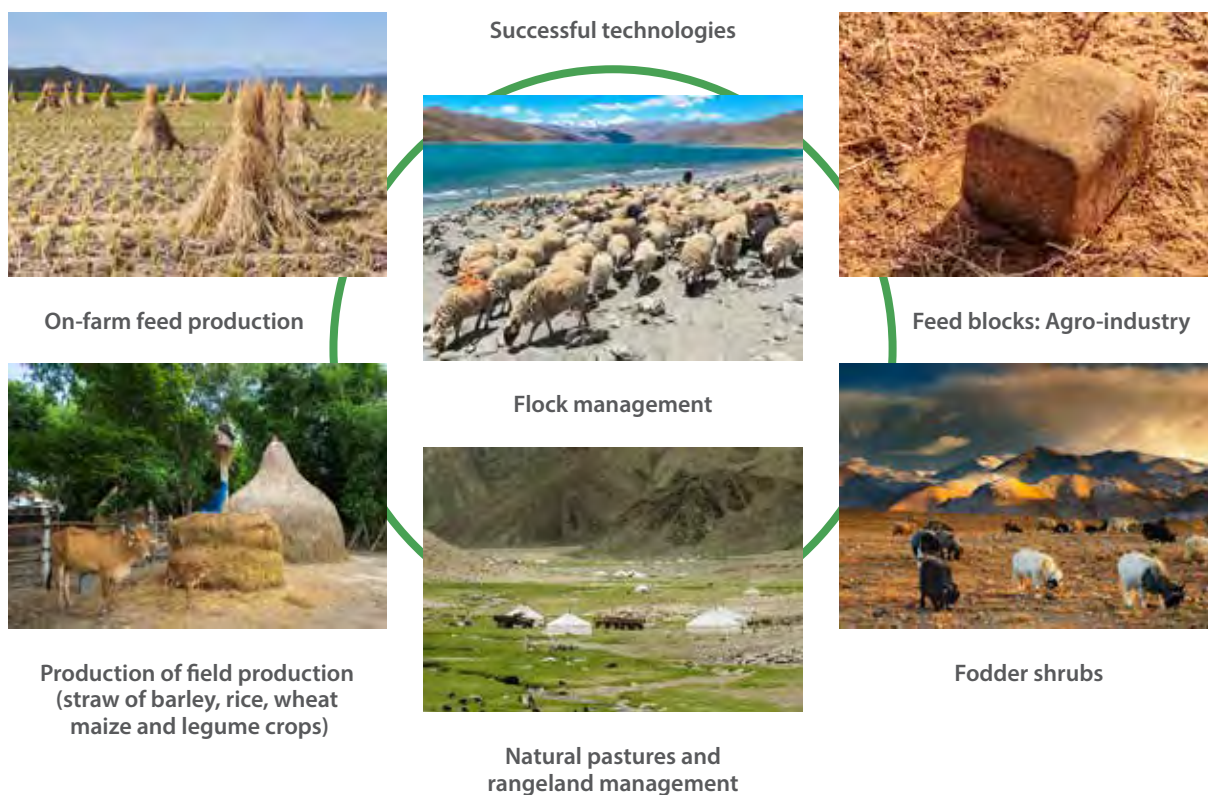 Successful technologies
On-farm feed production
Flock management
Feed blocks: Agro-industry
Production of field production
(straw of barley, rice, wheat
maize and legume crops)
Natural pastures and
rangeland management
Fodder shrubs